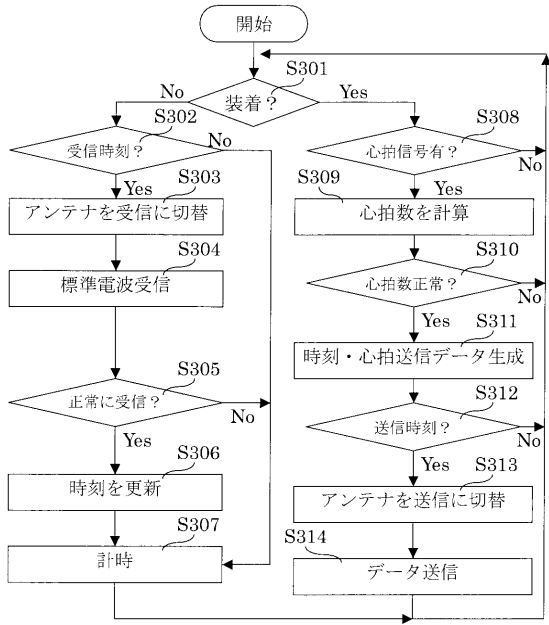 開始
S301
装着？
No
Yes
S302
受信時刻？
No
Yes
S303
アンテナを受信に切替
S304
標準電波受信
S305
正常に受信？
No
Yes
S306
時刻を更新
S307
計時
S308
心拍信号有？
No
Yes
S309
心拍数を計算
S310
心拍数正常？
No
Yes
S311
時刻・心拍送信データ生成
S312
送信時刻？
No
Yes
S313
アンテナを送信に切替
S314
データ送信